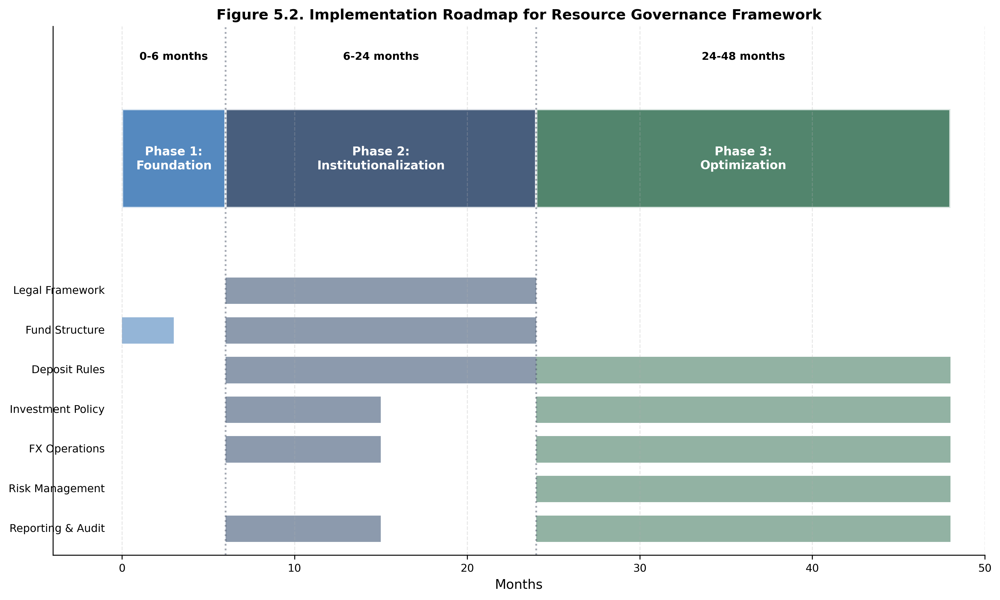 Figure 5.2. Implementation Roadmap for Resource Governance Framework
0-6 months
6-24 months
24-48 months
Phase 1:
Foundation
Phase 2:
Institutionalization
Phase 3:
Optimization
Legal Framework
Fund Structure
Deposit Rules
Investment Policy
FX Operations
Risk Management
Reporting & Audit
0
10
20
30
40
50
Months